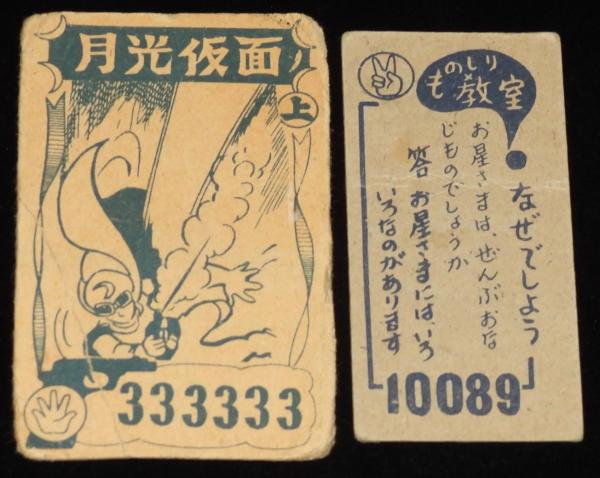 月光仮面
ソ
上
333333
ものしり
教室
なぜでしよう
お星さまは、ぜんぶおな
じものでしょうか
答 お星さまには、いろ
いろなのがあります
10089